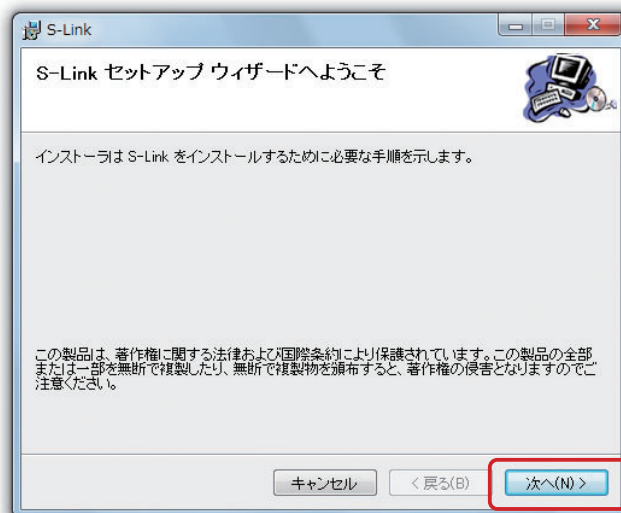 S-Link
S-Link セットアップ ウィザードへようこそ
インストーラは S-Link をインストールするために必要な手順を示します。
この製品は、著作権に関する法律および国際条約により保護されています。この製品の全部
または一部を無断で複製したり、無断で複製物を頒布すると、著作権の侵害となりますのでご
注意ください。
キャンセル
< 戻る(B)
次へ(N) >